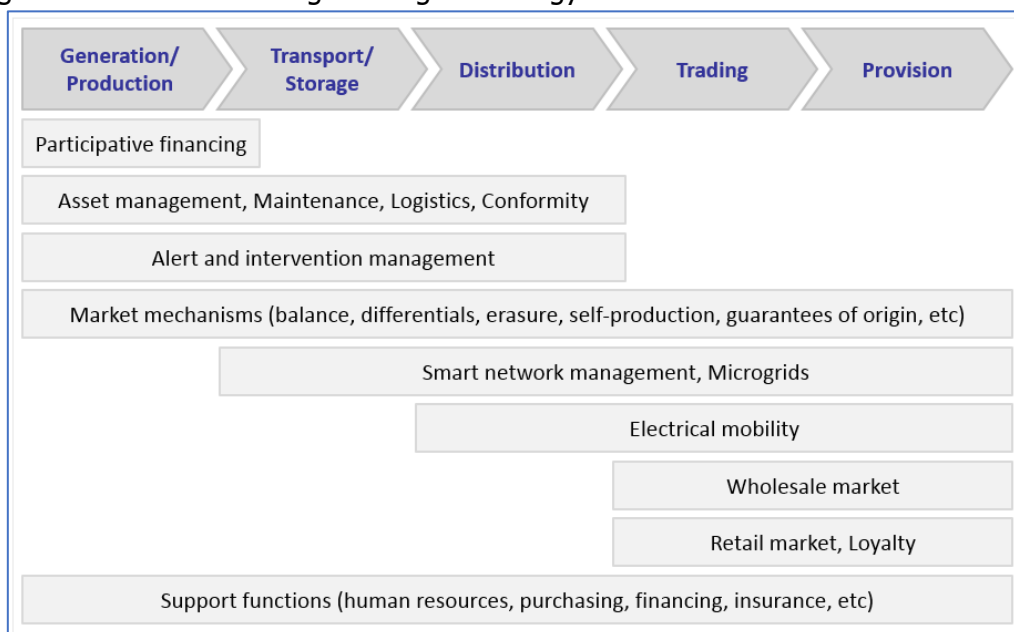 Generation/
Production
Transport/
Storage
Distribution
Trading
Provision
Participative financing
Asset management, Maintenance, Logistics, Conformity
Alert and intervention management
Market mechanisms (balance, differentials, erasure, self-production, guarantees of origin, etc)
Smart network management, Microgrids
Electrical mobility
Wholesale market
Retail market, Loyalty
Support functions (human resources, purchasing, financing, insurance, etc)